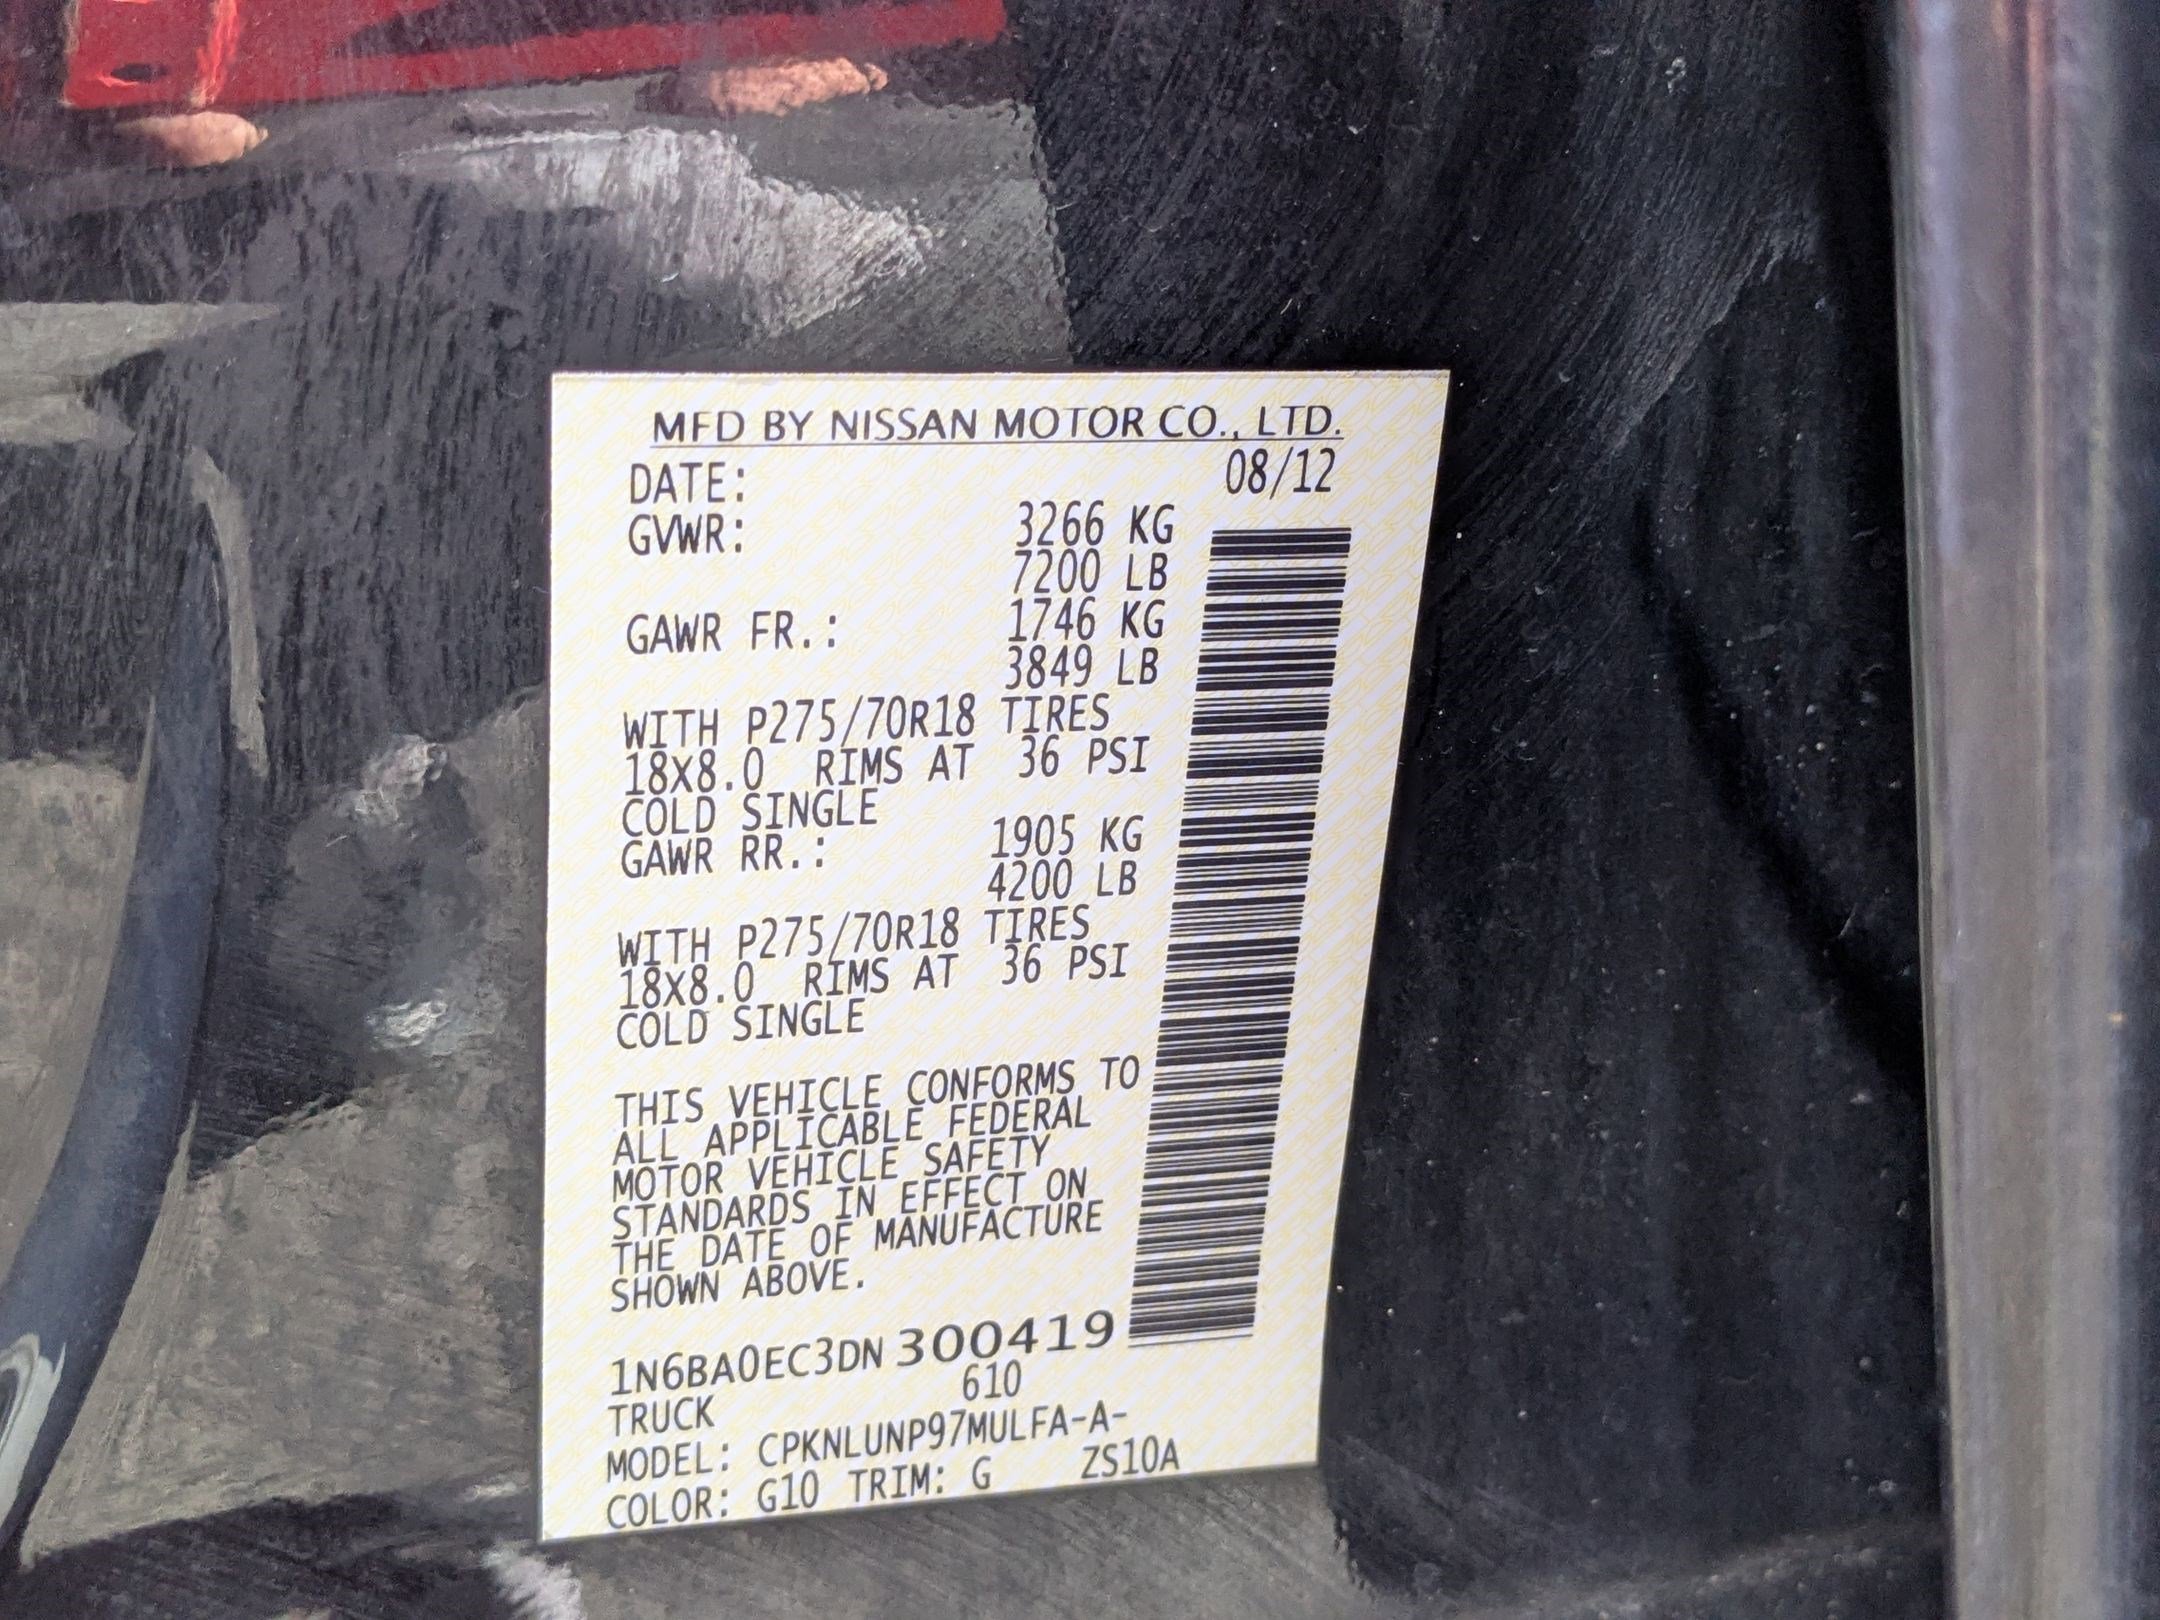 MFD BY NISSAN MOTOR CO., LTD.
DATE: 08/12
GVWR: 3266 KG
7200 LB
GAWR FR.: 1746 KG
3849 LB
WITH P275/70R18 TIRES
18X8.0 RIMS AT 36 PSI
COLD SINGLE
GAWR RR.: 1905 KG
4200 LB
WITH P275/70R18 TIRES
18X8.0 RIMS AT 36 PSI
COLD SINGLE
THIS VEHICLE CONFORMS TO
ALL APPLICABLE FEDERAL
MOTOR VEHICLE SAFETY
STANDARDS IN EFFECT ON
THE DATE OF MANUFACTURE
SHOWN ABOVE.
1N6BA0EC3DN 300419
TRUCK 610
MODEL: CPKNLUNP97MULFA-A-
COLOR: G10 TRIM: G ZS10A